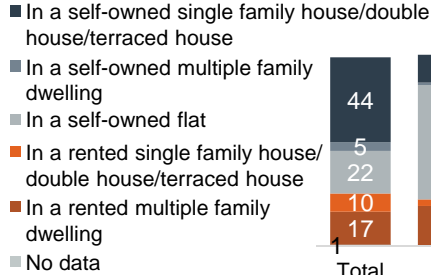 In a self-owned single family house/double
house/terraced house
In a self-owned multiple family
dwelling
In a self-owned flat
In a rented single family house/
double house/terraced house
In a rented multiple family
dwelling
No data
44
5
22
10
17
1
Total